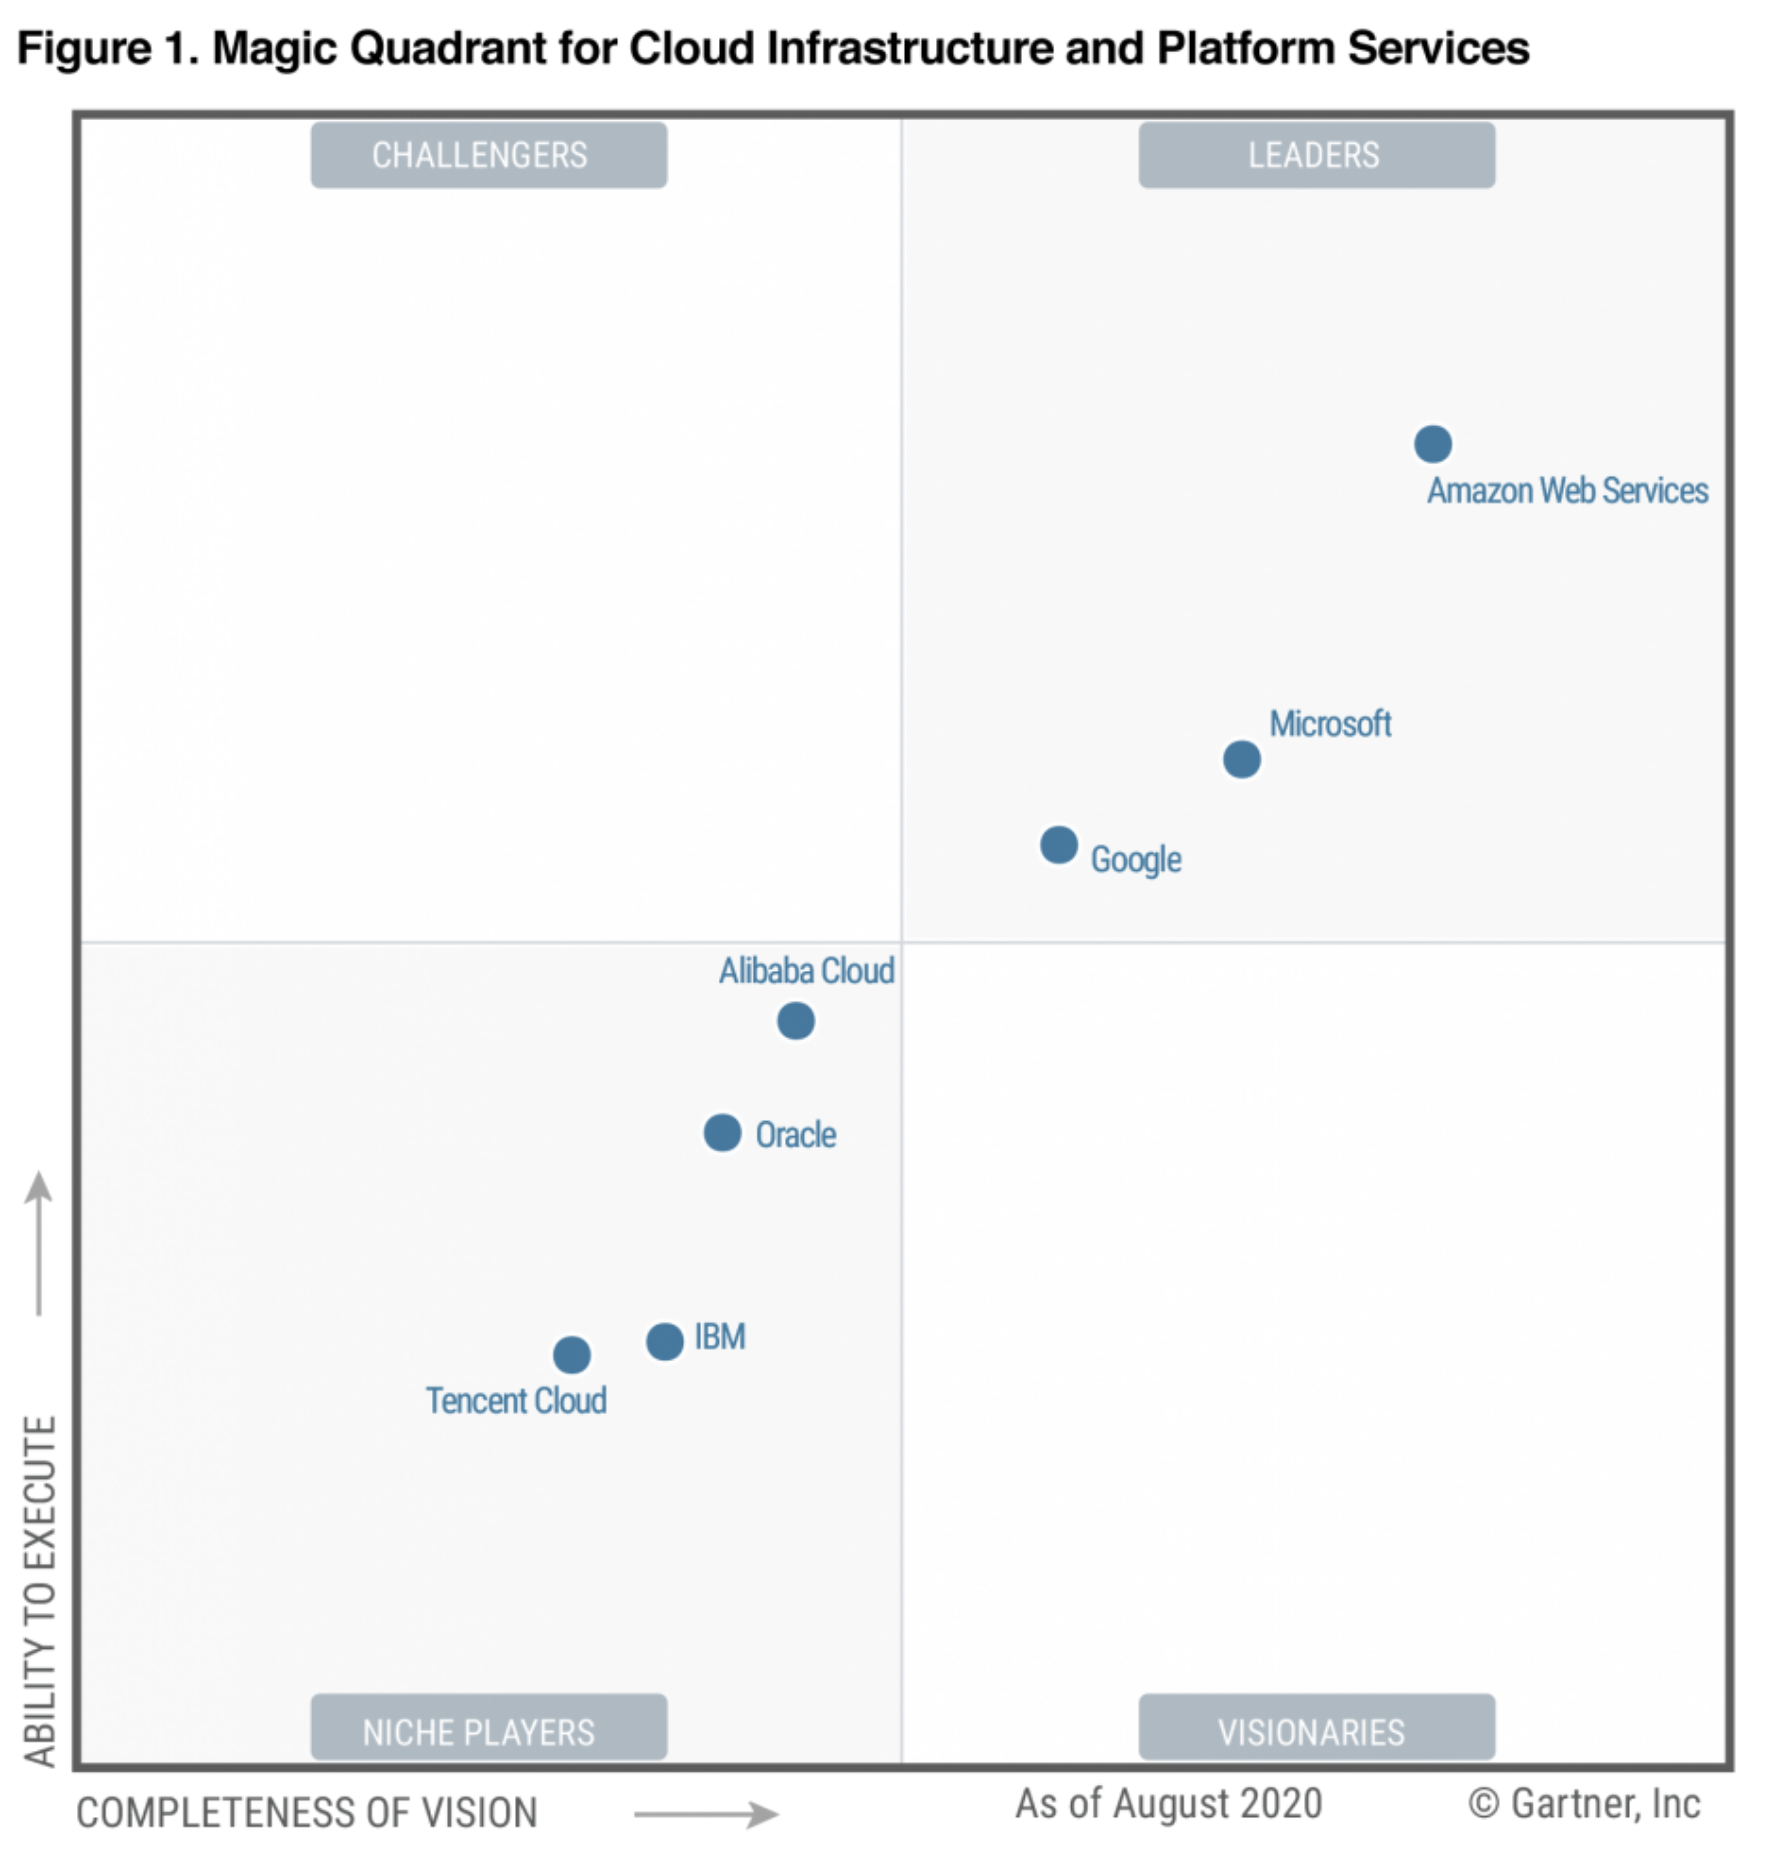 Figure 1. Magic Quadrant for Cloud Infrastructure and Platform Services
CHALLENGERS
LEADERS
Amazon Web Services
Microsoft
Google
Alibaba Cloud
Oracle
IBM
Tencent Cloud
ABILITY TO EXECUTE
NICHE PLAYERS
VISIONARIES
COMPLETENESS OF VISION
As of August 2020
© Gartner, Inc